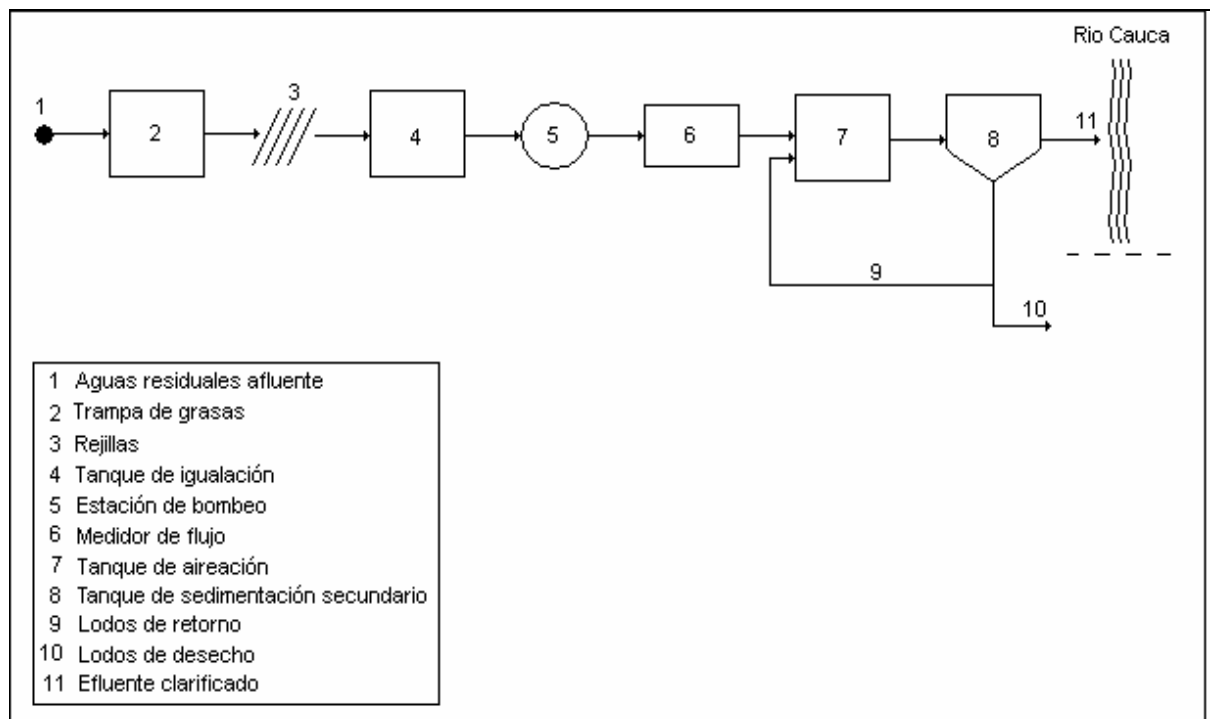 Rio Cauca
1
2
3
4
5
6
7
8
11
9
10
1 Aguas residuales afluente
2 Trampa de grasas
3 Rejillas
4 Tanque de igualación
5 Estación de bombeo
6 Medidor de flujo
7 Tanque de aireación
8 Tanque de sedimentación secundario
9 Lodos de retorno
10 Lodos de desecho
11 Efluente clarificado